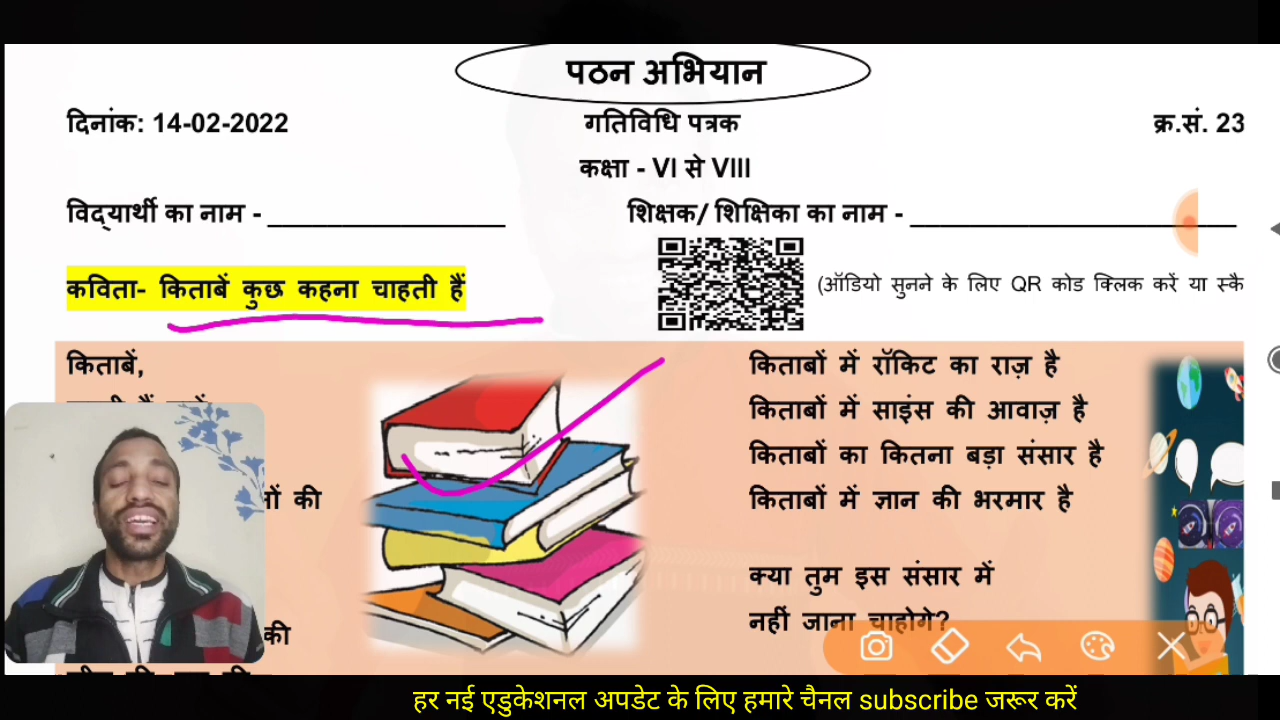 पठन अभियान
दिनांक: 14-02-2022
गतिविधि पत्रक
क्र.सं. 23
कक्षा - VI से VIII
विद्यार्थी का नाम -
शिक्षक/ शिक्षिका का नाम -
कविता- किताबें कुछ कहना चाहती हैं
(ऑडियो सुनने के लिए QR कोड क्लिक करें या स्कै
किताबें,
की
की
किताबों में रॉकिट का राज़ है
किताबों में साइंस की आवाज़ है
किताबों का कितना बड़ा संसार है
किताबों में ज्ञान की भरमार है
क्या तुम इस संसार में
नहीं जाना चाहोगे?
हर नई एडुकेशनल अपडेट के लिए हमारे चैनल subscribe जरूर करें